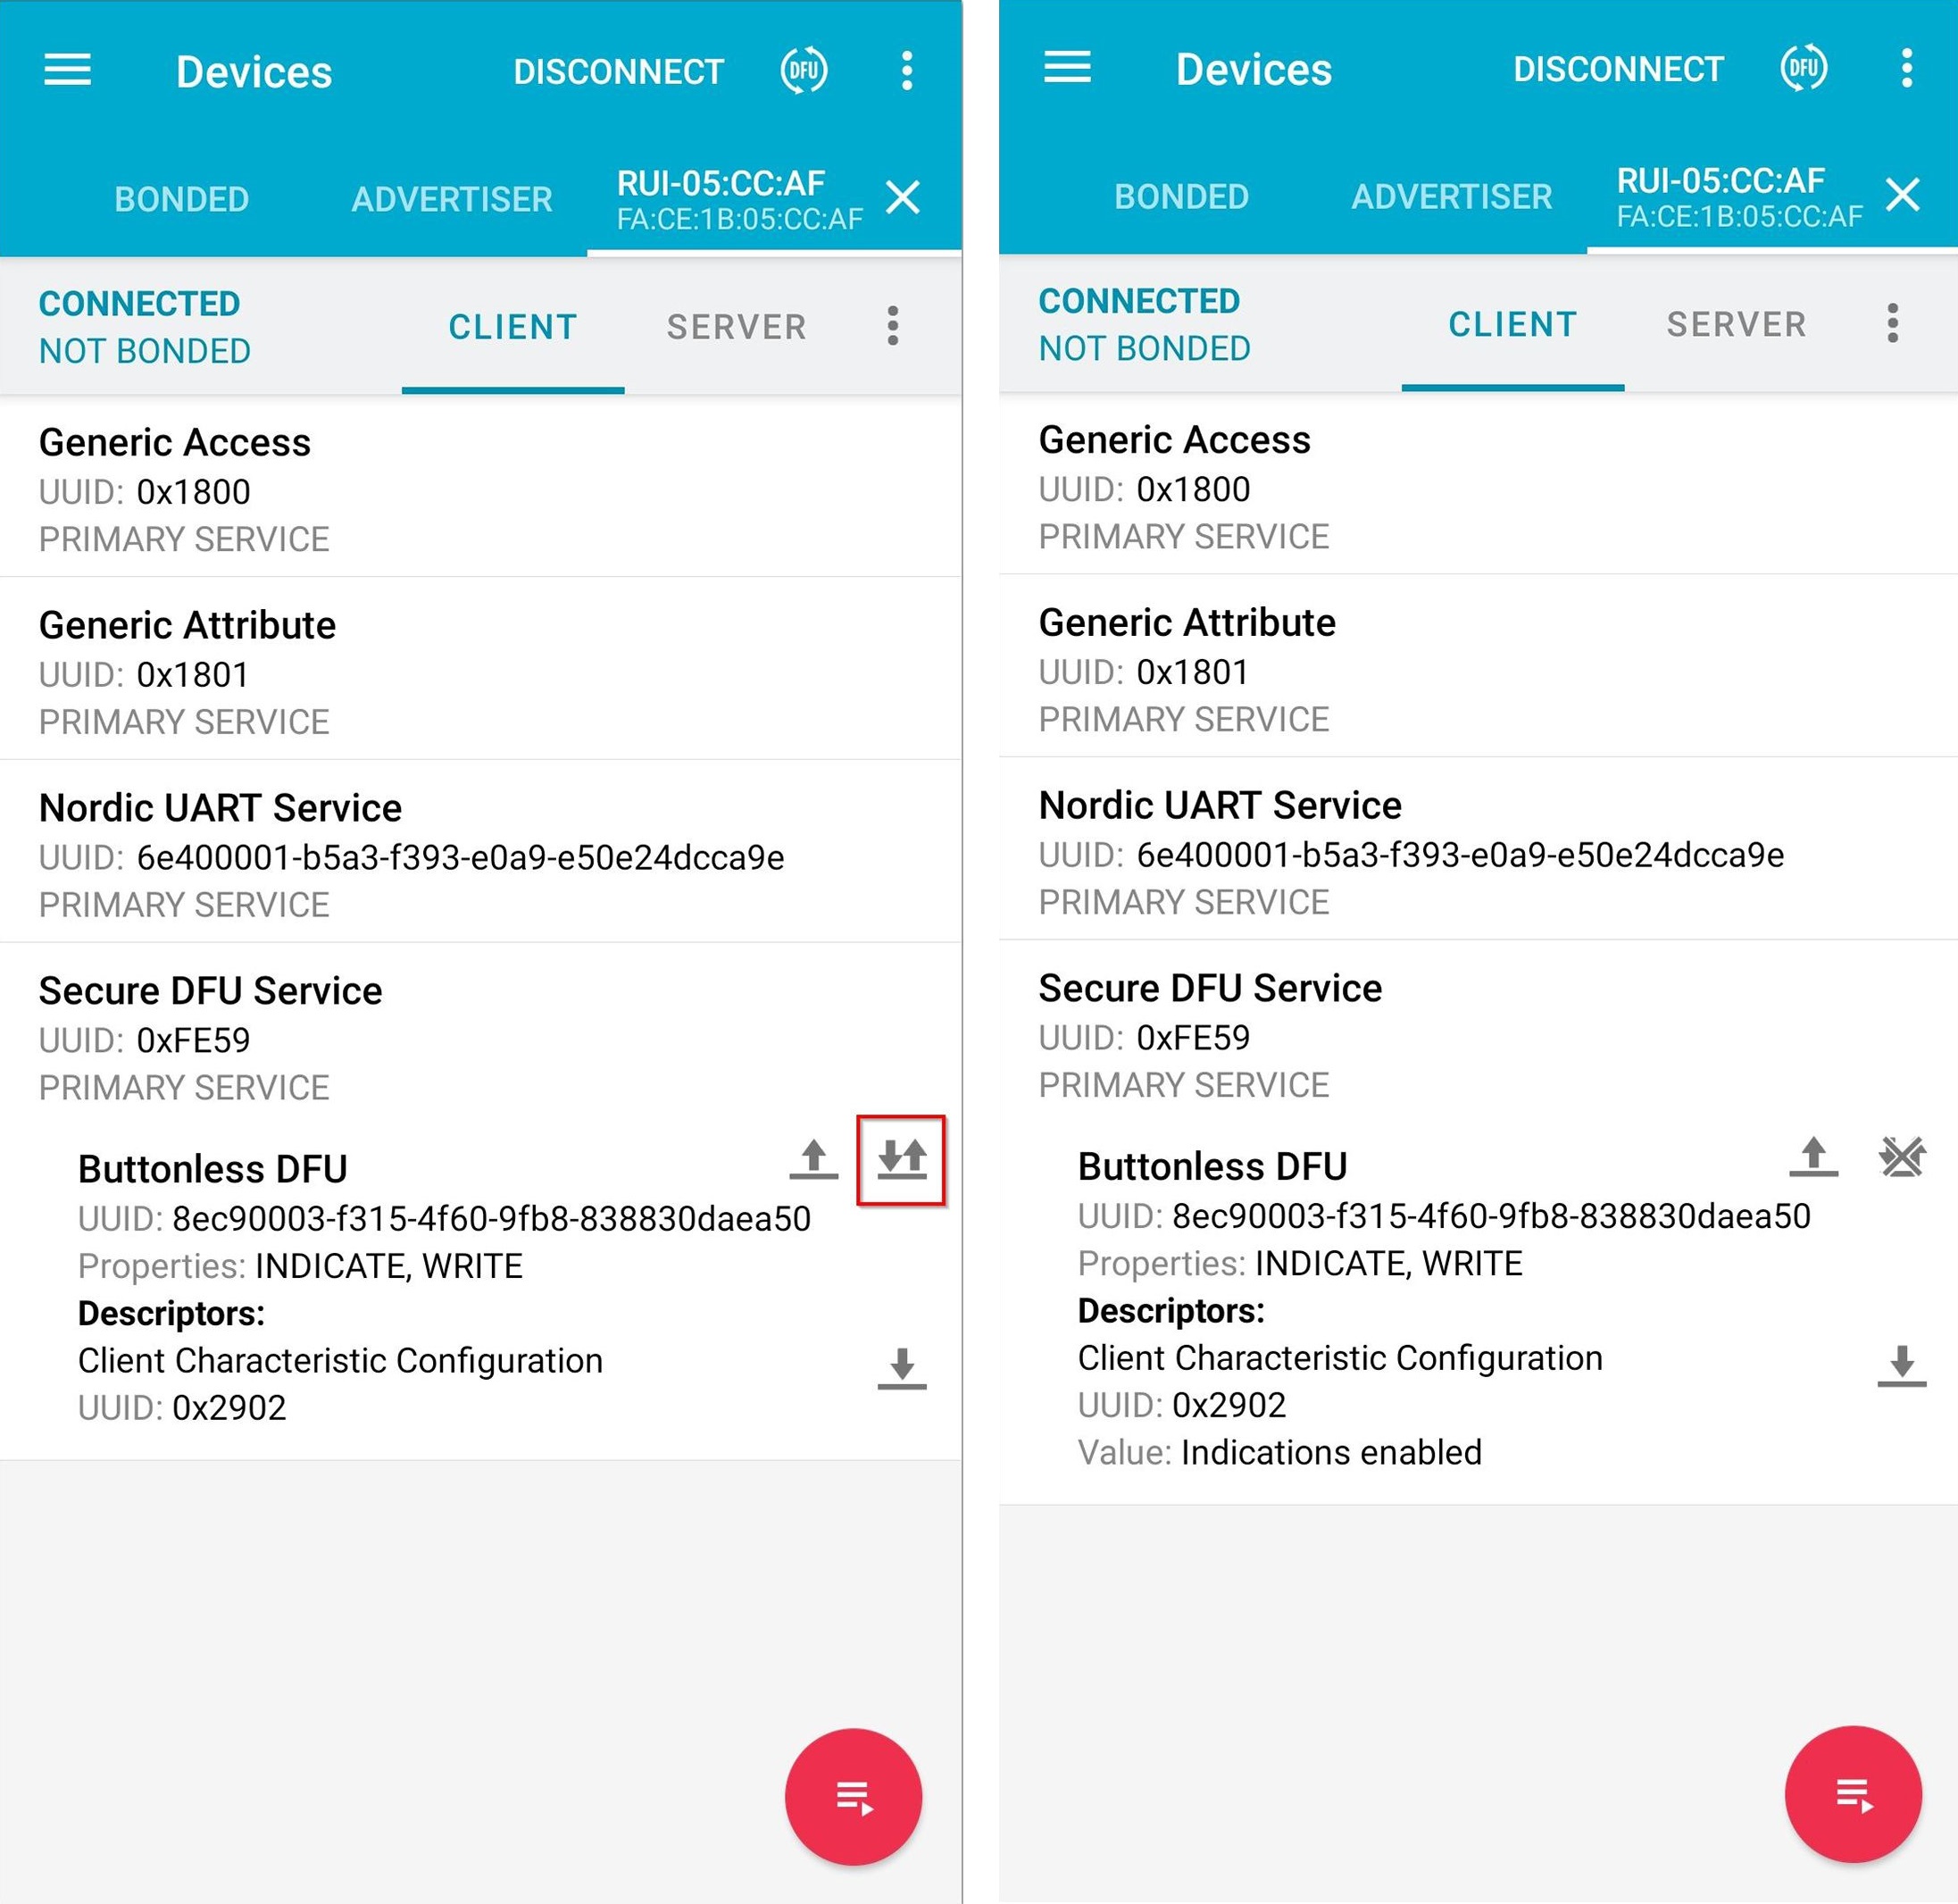 Devices
DISCONNECT
DFU
BONDED
ADVERTISER
RUI-05:CC:AF
FA:CE:1B:05:CC:AF
CONNECTED
NOT BONDED
CLIENT
SERVER
Generic Access
UUID: 0x1800
PRIMARY SERVICE
Generic Attribute
UUID: 0x1801
PRIMARY SERVICE
Nordic UART Service
UUID: 6e400001-b5a3-f393-e0a9-e50e24dcca9e
PRIMARY SERVICE
Secure DFU Service
UUID: 0xFE59
PRIMARY SERVICE
Buttonless DFU
UUID: 8ec90003-f315-4f60-9fb8-838830daea50
Properties: INDICATE, WRITE
Descriptors:
Client Characteristic Configuration
UUID: 0x2902
Devices
DISCONNECT
DFU
BONDED
ADVERTISER
RUI-05:CC:AF
FA:CE:1B:05:CC:AF
CONNECTED
NOT BONDED
CLIENT
SERVER
Generic Access
UUID: 0x1800
PRIMARY SERVICE
Generic Attribute
UUID: 0x1801
PRIMARY SERVICE
Nordic UART Service
UUID: 6e400001-b5a3-f393-e0a9-e50e24dcca9e
PRIMARY SERVICE
Secure DFU Service
UUID: 0xFE59
PRIMARY SERVICE
Buttonless DFU
UUID: 8ec90003-f315-4f60-9fb8-838830daea50
Properties: INDICATE, WRITE
Descriptors:
Client Characteristic Configuration
UUID: 0x2902
Value: Indications enabled